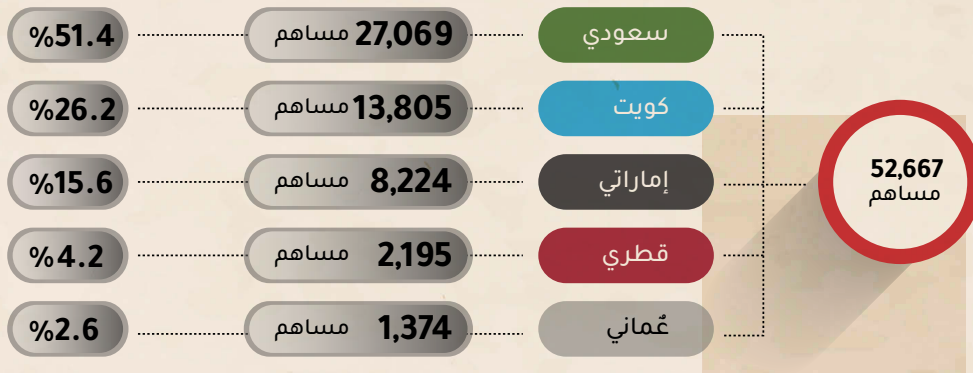 52,667
مساهم
سعودي 27,069 مساهم %51.4
كويت 13,805 مساهم %26.2
إماراتي 8,224 مساهم %15.6
قطري 2,195 مساهم %4.2
عٌماني 1,374 مساهم %2.6